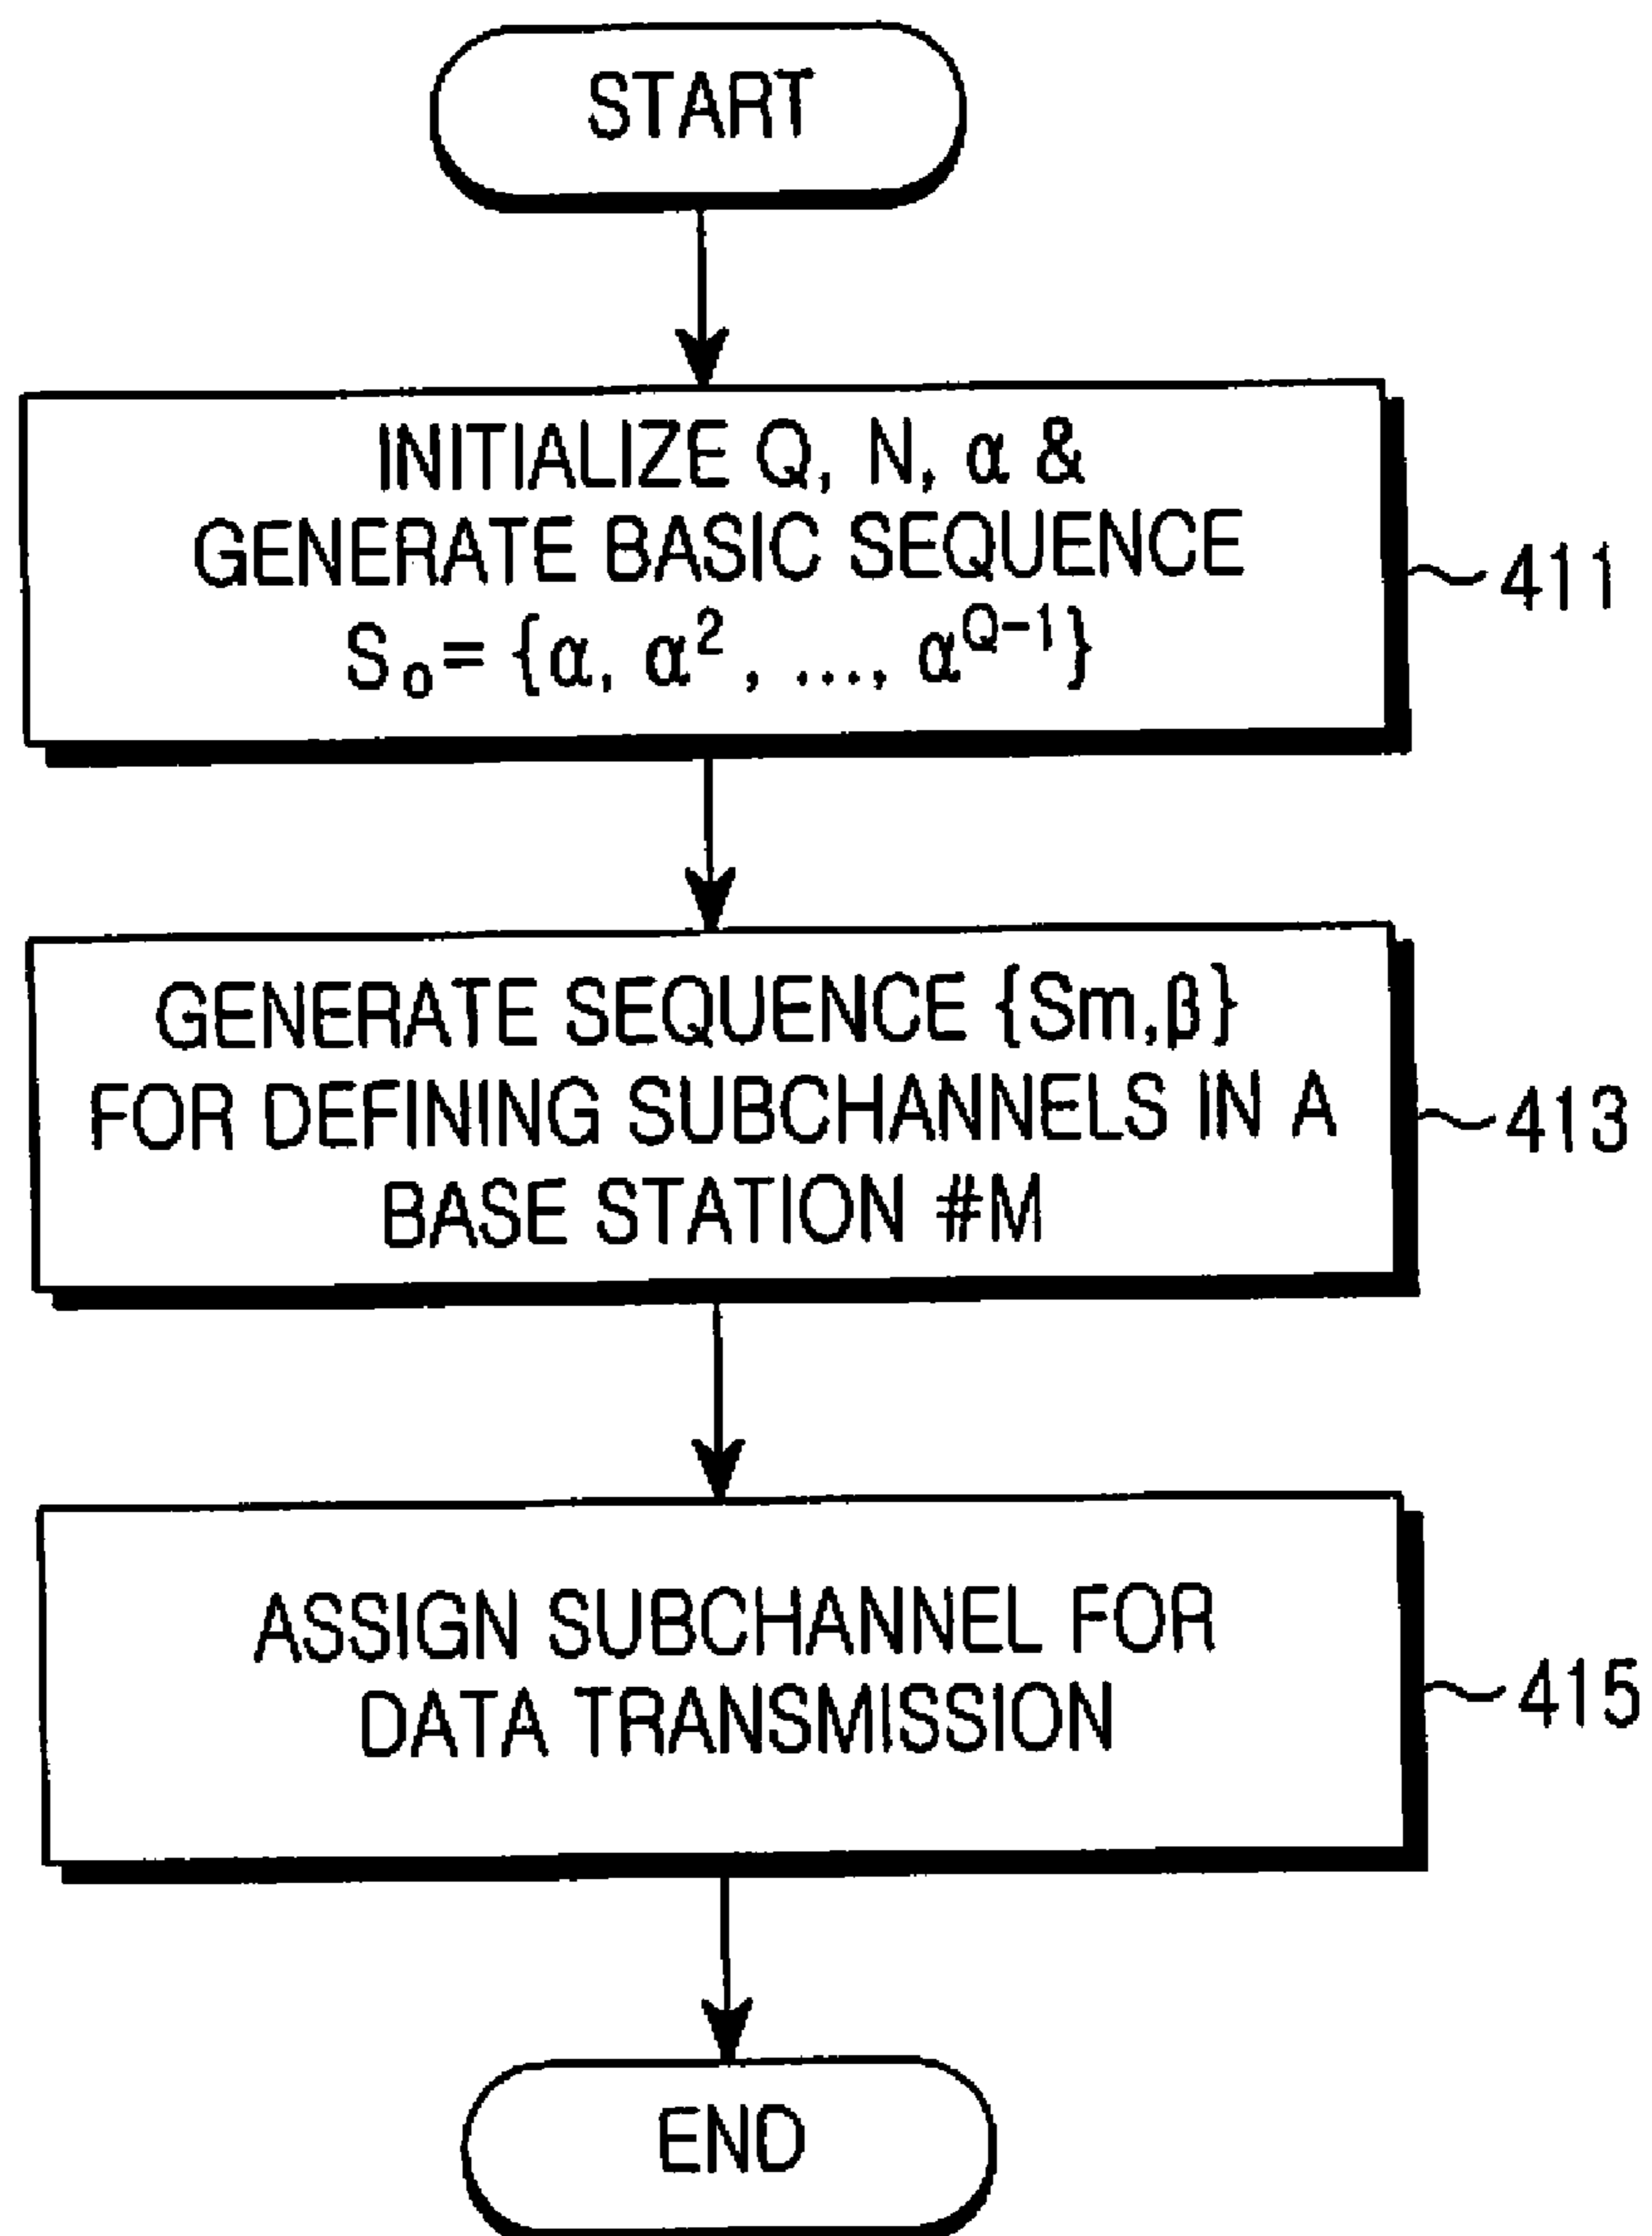 START
INITIALIZE Q, N, α &
GENERATE BASIC SEQUENCE
S₀= {α, α², ..., α^{Q-1}}
411
GENERATE SEQUENCE {Sm,β}
FOR DEFINING SUBCHANNELS IN A
BASE STATION #M
413
ASSIGN SUBCHANNEL FOR
DATA TRANSMISSION
415
END